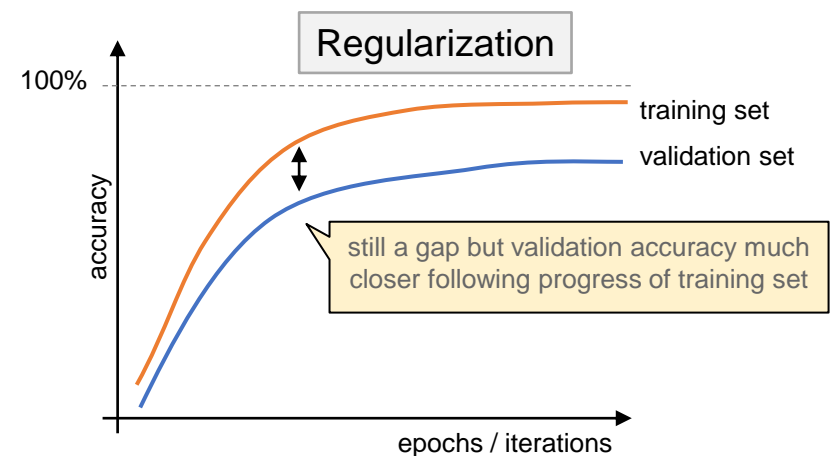 Regularization
100%
training set
validation set
accuracy
still a gap but validation accuracy much
closer following progress of training set
epochs / iterations